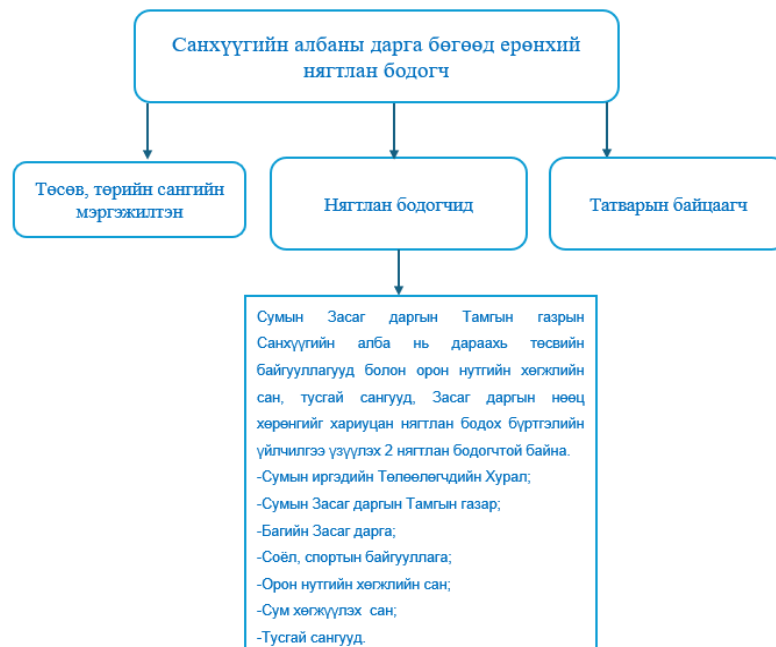 Санхүүгийн албаны дарга бөгөөд ерөнхий
нягтлан бодогч
Төсөв, төрийн сангийн
мэргэжилтэн
Нягтлан бодогчид
Татварын байцаагч
Сумын Засаг даргын Тамгын газрын
Санхүүгийн алба нь дараахь төсвийн
байгууллагууд болон орон нутгийн хөгжлийн
сан, тусгай сангууд, Засаг даргын нөөц
хөрөнгийг хариуцан нягтлан бодох бүртгэлийн
үйлчилгээ үзүүлэх 2 нягтлан бодогчтой байна.
-Сумын иргэдийн Төлөөлөгчдийн Хурал;
-Сумын Засаг даргын Тамгын газар;
-Багийн Засаг дарга;
-Соёл, спортын байгууллага;
-Орон нутгийн хөгжлийн сан;
-Сум хөгжүүлэх сан;
-Тусгай сангууд.